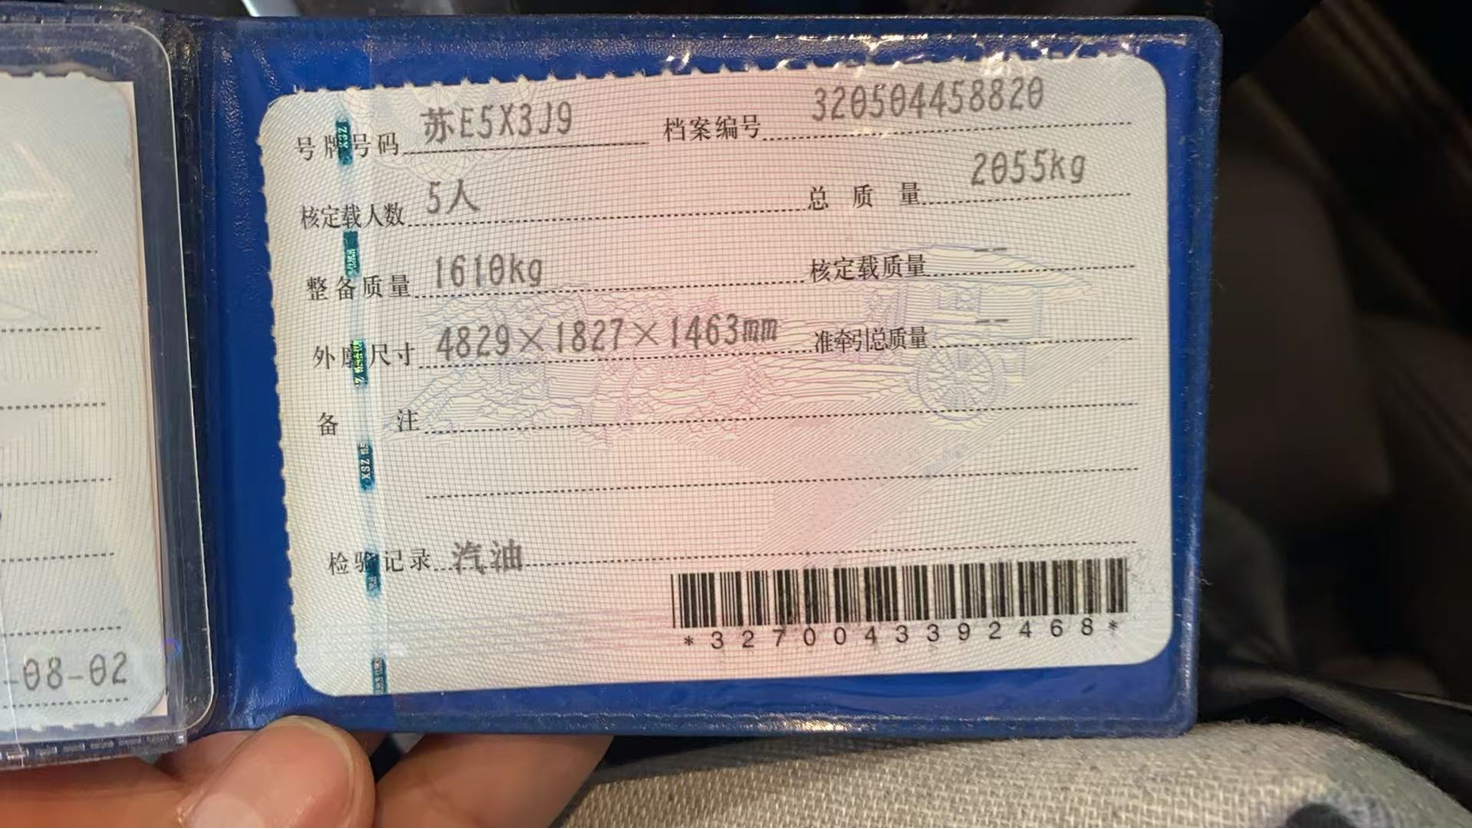 号牌号码 苏E5X3J9 档案编号 320504458820
核定载人数 5人 总质量 2055kg
整备质量 1610kg 核定载质量 --
外廓尺寸 4829×1827×1463mm 准牵引总质量 --
备注
检验记录 汽油
*3270043392468*
-08-02